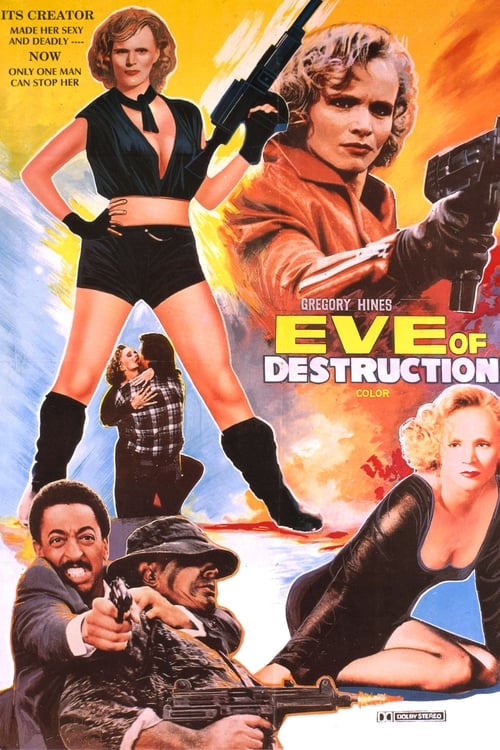 ITS CREATOR
MADE HER SEXY
AND DEADLY ----
NOW
ONLY ONE MAN
CAN STOP HER
GREGORY HINES
EVE OF
DESTRUCTION
COLOR
DOLBY STEREO